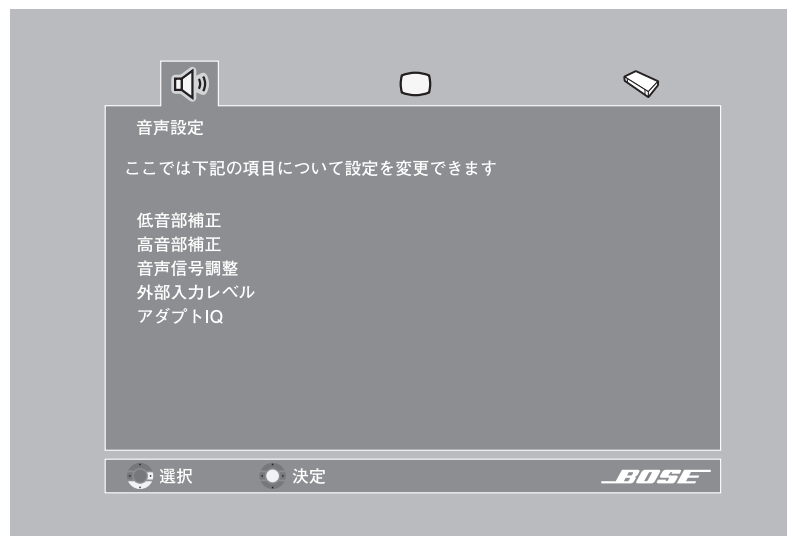 音声設定
ここでは下記の項目について設定を変更できます
低音部補正
高音部補正
音声信号調整
外部入力レベル
アダプトIQ
選択 決定 BOSE